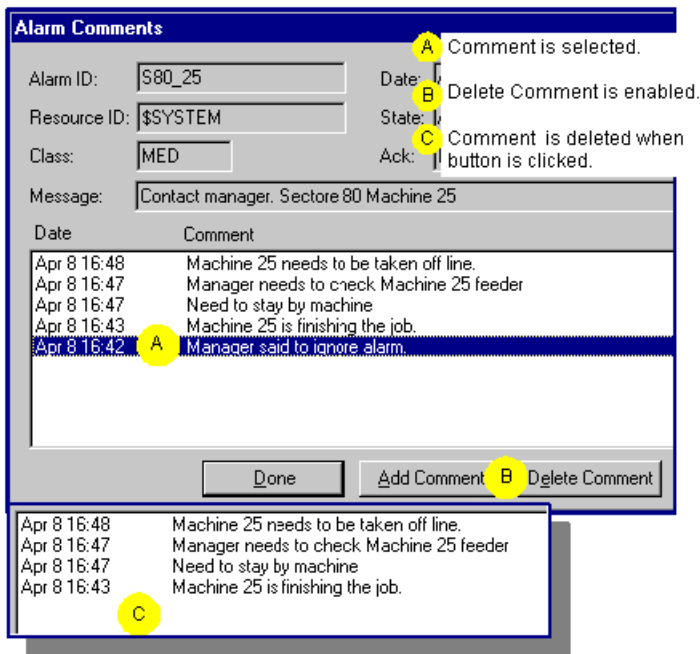 Alarm Comments
A Comment is selected.
Alarm ID: S80_25 Date:
B Delete Comment is enabled.
Resource ID: $SYSTEM State:
C Comment is deleted when
button is clicked.
Class: MED Ack:
Message: Contact manager. Sectore 80 Machine 25
Date Comment
Apr 8 16:48 Machine 25 needs to be taken off line.
Apr 8 16:47 Manager needs to check Machine 25 feeder
Apr 8 16:47 Need to stay by machine
Apr 8 16:43 Machine 25 is finishing the job.
Apr 8 16:42 A Manager said to ignore alarm.
Done Add Comment B Delete Comment
Apr 8 16:48 Machine 25 needs to be taken off line.
Apr 8 16:47 Manager needs to check Machine 25 feeder
Apr 8 16:47 Need to stay by machine
Apr 8 16:43 Machine 25 is finishing the job.
C